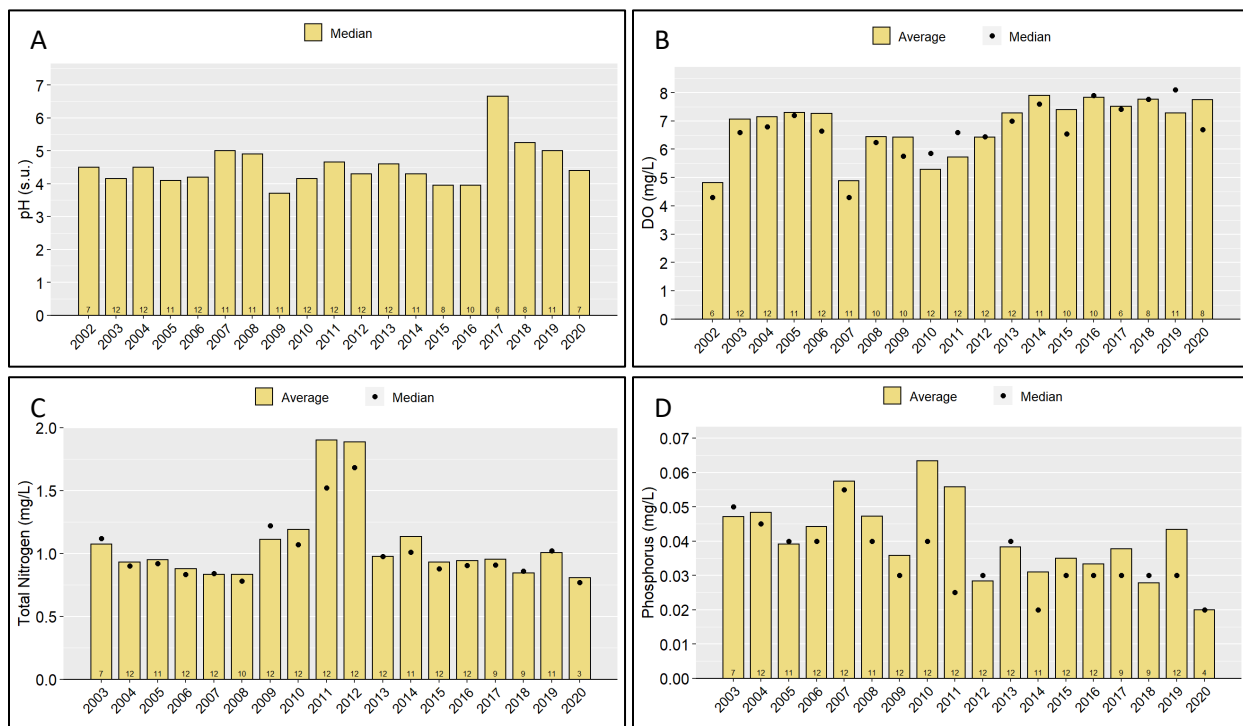 A
Median
pH (s.u.)
7
6
5
4
3
2
1
0
7 12 12 11 12 11 11 11 12 12 12 12 11 8 10 6 8 11 7
2002 2003 2004 2005 2006 2007 2008 2009 2010 2011 2012 2013 2014 2015 2016 2017 2018 2019 2020
B
Average Median
DO (mg/L)
8
7
6
5
4
3
2
1
0
6 12 12 11 12 11 10 10 12 12 12 12 11 10 10 6 8 11 8
2002 2003 2004 2005 2006 2007 2008 2009 2010 2011 2012 2013 2014 2015 2016 2017 2018 2019 2020
C
Average Median
Total Nitrogen (mg/L)
2.0
1.5
1.0
0.5
0.0
7 12 11 12 12 10 12 12 12 12 12 11 12 12 9 9 11 3
2003 2004 2005 2006 2007 2008 2009 2010 2011 2012 2013 2014 2015 2016 2017 2018 2019 2020
D
Average Median
Phosphorus (mg/L)
0.07
0.06
0.05
0.04
0.03
0.02
0.01
0.00
7 12 11 12 12 11 12 12 12 12 12 11 12 12 9 9 12 4
2003 2004 2005 2006 2007 2008 2009 2010 2011 2012 2013 2014 2015 2016 2017 2018 2019 2020